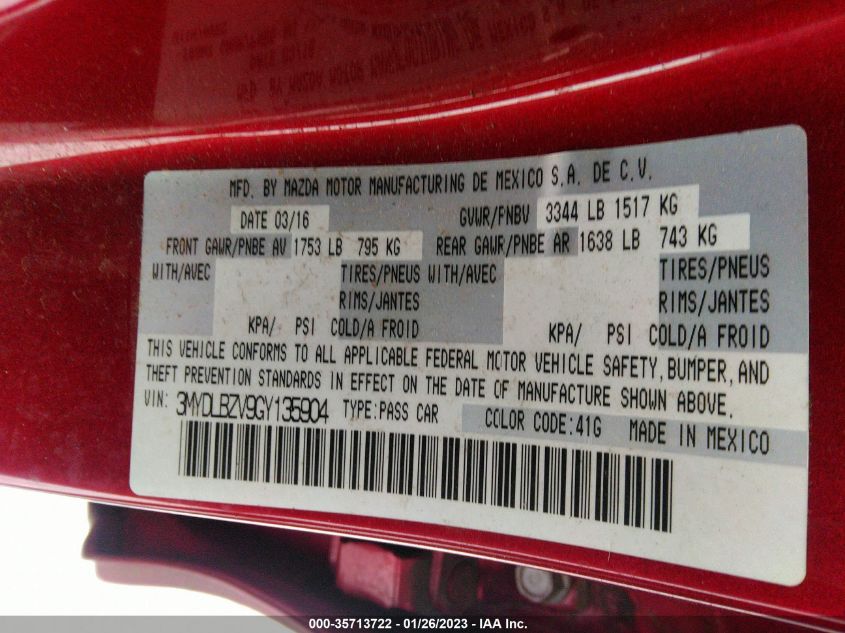 MFD. BY MAZDA MOTOR MANUFACTURING DE MEXICO S.A. DE C.V.
DATE 03/16 GVWR/FNBV 3344 LB 1517 KG
FRONT GAWR/PNBE AV 1753 LB 795 KG REAR GAWR/PNBE AR 1638 LB 743 KG
WITH/AVEC TIRES/PNEUS WITH/AVEC TIRES/PNEUS
RIMS/JANTES RIMS/JANTES
KPA/ PSI COLD/A FROID KPA/ PSI COLD/A FROID
THIS VEHICLE CONFORMS TO ALL APPLICABLE FEDERAL MOTOR VEHICLE SAFETY, BUMPER, AND
THEFT PREVENTION STANDARDS IN EFFECT ON THE DATE OF MANUFACTURE SHOWN ABOVE.
VIN: 3MYDLBZV9GY135904 TYPE:PASS CAR COLOR CODE:41G MADE IN MEXICO
000-35713722 — 01/26/2023 — IAA Inc.